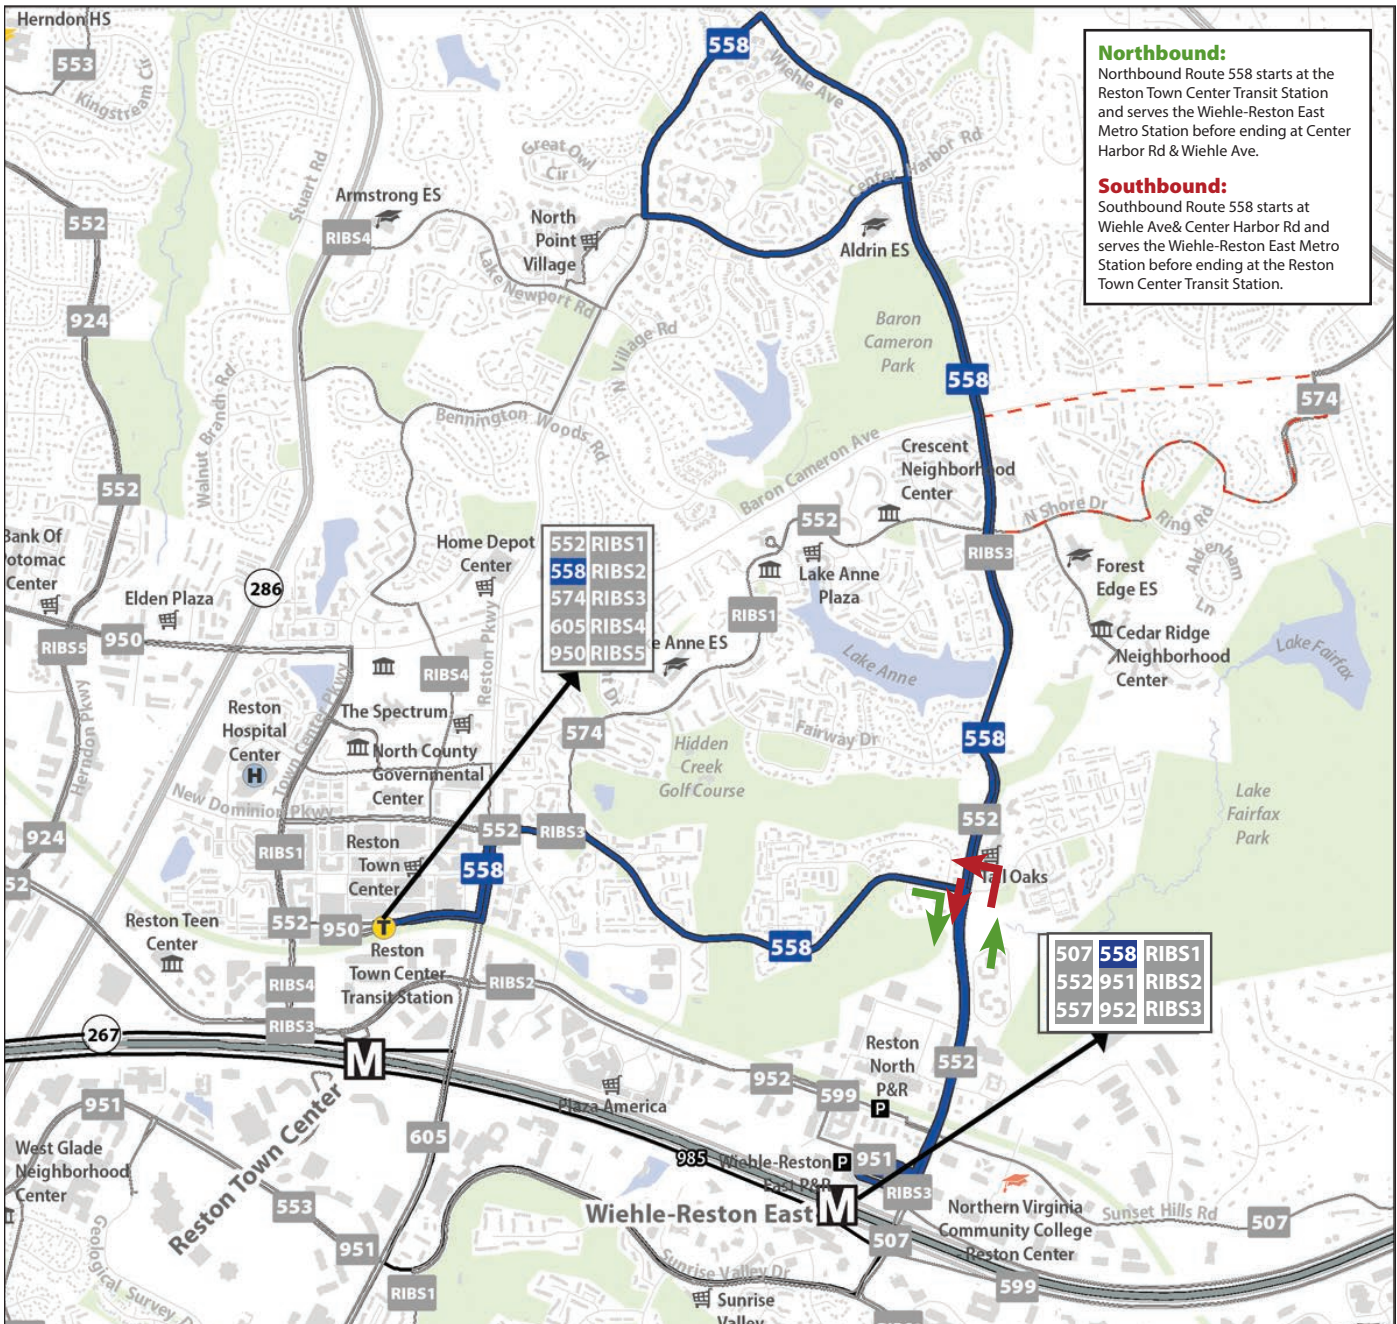 Herndon HS
553
Kingstream Cir
558
Wiehle Ave
Northbound:
Northbound Route 558 starts at the
Reston Town Center Transit Station
and serves the Wiehle-Reston East
Metro Station before ending at Center
Harbor Rd & Wiehle Ave.
Southbound:
Southbound Route 558 starts at
Wiehle Ave& Center Harbor Rd and
serves the Wiehle-Reston East Metro
Station before ending at the Reston
Town Center Transit Station.
Great Owl
Cir
Center Harbor Rd
Stuart Rd
Armstrong ES
RIBS4
552
North
Point
Village
Aldrin ES
Lake Newport Rd
924
N Village Rd
Baron
Cameron
Park
558
574
Walnut Branch Rd
Bennington Woods Rd
Baron Cameron Ave
Crescent
Neighborhood
Center
552
552
N Shore Dr
Ring Rd
Aldenham
Ln
Bank Of
Potomac
Center
Home Depot
Center
552 RIBS1
558 RIBS2
574 RIBS3
605 RIBS4
950 RIBS5
RIBS3
Lake Anne
Plaza
Forest
Edge ES
286
Elden Plaza
RIBS1
RIBS5
950
e Anne ES
Cedar Ridge
Neighborhood
Center
Lake Fairfax
Lake Anne
Reston Pkwy
RIBS4
Herndon Pkwy
Town Center Pkwy
Reston
Hospital
Center
H
The Spectrum
North County
Governmental
Center
574
nt Dr
Fairway Dr
558
Hidden
Creek
Golf Course
New Dominion Pkwy
Lake
Fairfax
Park
924
552
RIBS3
552
RIBS1
Reston
Town
Center
558
Tall Oaks
52
Reston Teen
Center
552
950
T
Reston
Town Center
Transit Station
558
507 558 RIBS1
552 951 RIBS2
557 952 RIBS3
RIBS4
RIBS2
RIBS3
267
M
Reston
North
P&R
P
552
952
599
951
Plaza America
605
985
Wiehle-Reston
East P&R
P
951
RIBS3
West Glade
Neighborhood
Center
Reston Town Center
553
Wiehle-Reston East
M
Northern Virginia
Community College
Reston Center
Sunset Hills Rd
507
507
951
Geological Survey
Sunrise Valley Dr
599
RIBS1
Sunrise
Valley